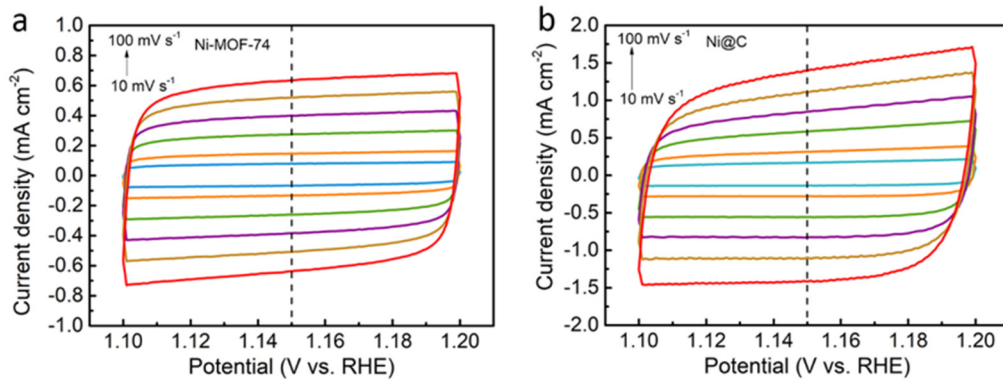 a
100 mV s⁻¹
Ni-MOF-74
10 mV s⁻¹
Current density (mA cm⁻²)
1.0
0.8
0.6
0.4
0.2
0.0
-0.2
-0.4
-0.6
-0.8
-1.0
1.10 1.12 1.14 1.16 1.18 1.20
Potential (V vs. RHE)
b
100 mV s⁻¹
Ni@C
10 mV s⁻¹
Current density (mA cm⁻²)
2.0
1.5
1.0
0.5
0.0
-0.5
-1.0
-1.5
-2.0
1.10 1.12 1.14 1.16 1.18 1.20
Potential (V vs. RHE)